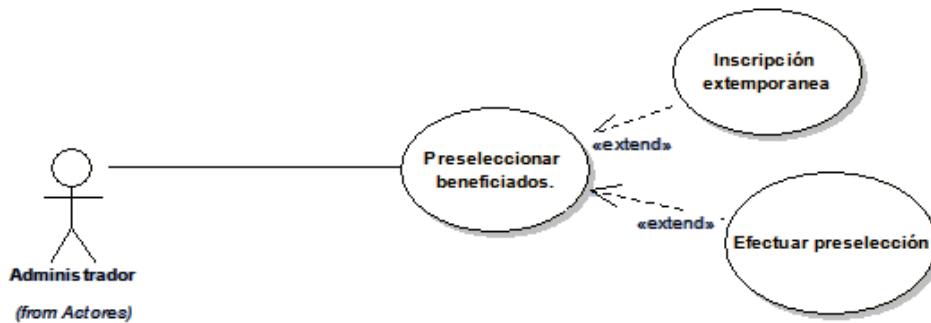 Inscripción
extemporanea
«extend»
Preseleccionar
beneficiados.
«extend»
Efectuar preselección
Administrador
(from Actores)